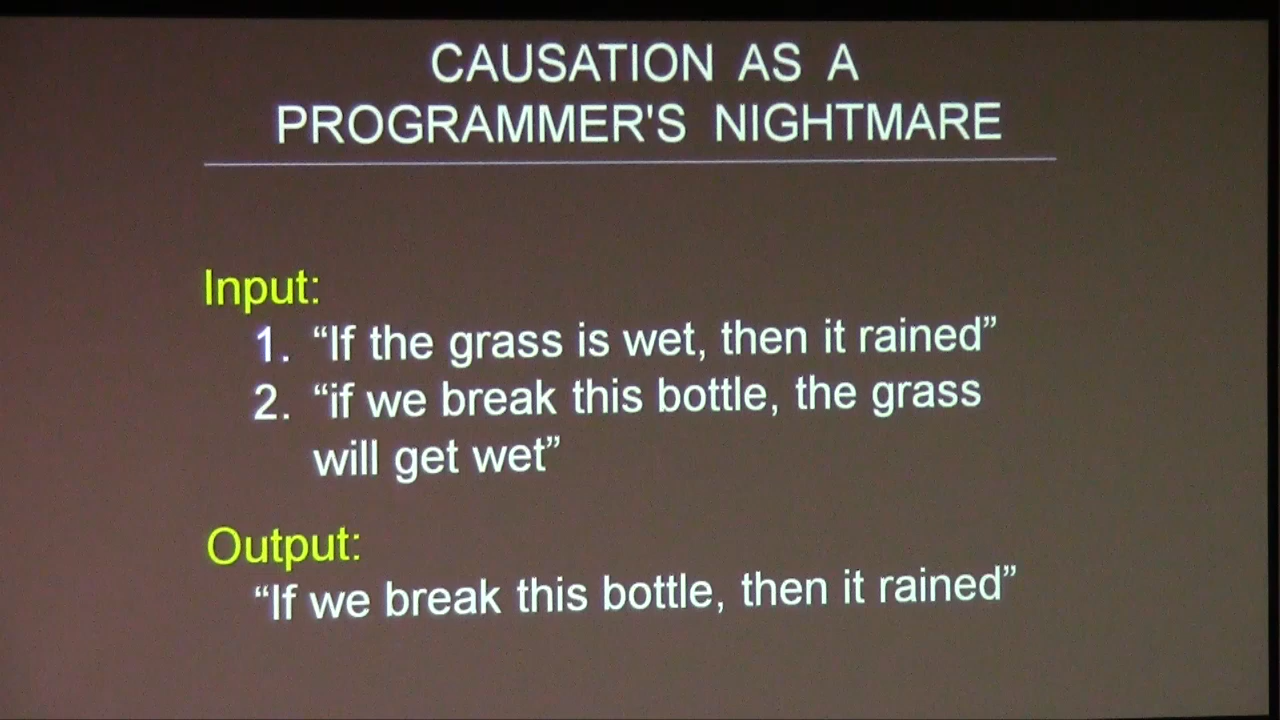 CAUSATION AS A
PROGRAMMER'S NIGHTMARE
Input:
1. “If the grass is wet, then it rained”
2. “if we break this bottle, the grass
will get wet”
Output:
“If we break this bottle, then it rained”